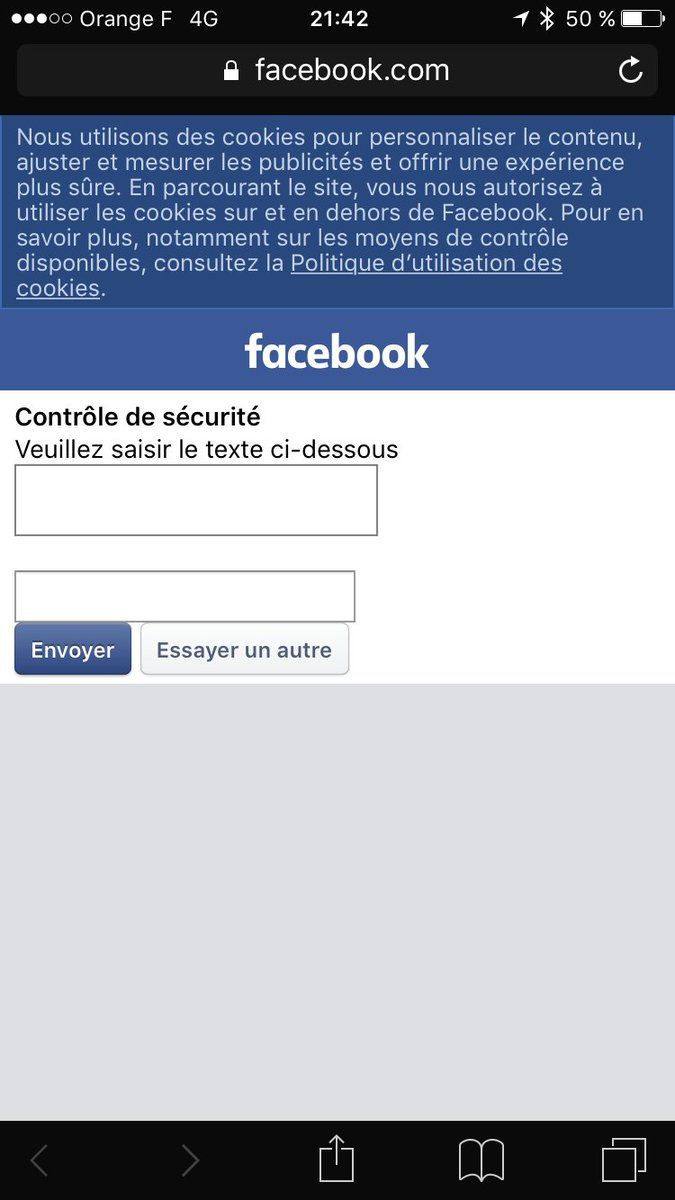 Orange F 4G 21:42 50 %
facebook.com
Nous utilisons des cookies pour personnaliser le contenu,
ajuster et mesurer les publicités et offrir une expérience
plus sûre. En parcourant le site, vous nous autorisez à
utiliser les cookies sur et en dehors de Facebook. Pour en
savoir plus, notamment sur les moyens de contrôle
disponibles, consultez la Politique d’utilisation des
cookies.
facebook
Contrôle de sécurité
Veuillez saisir le texte ci-dessous
Envoyer Essayer un autre